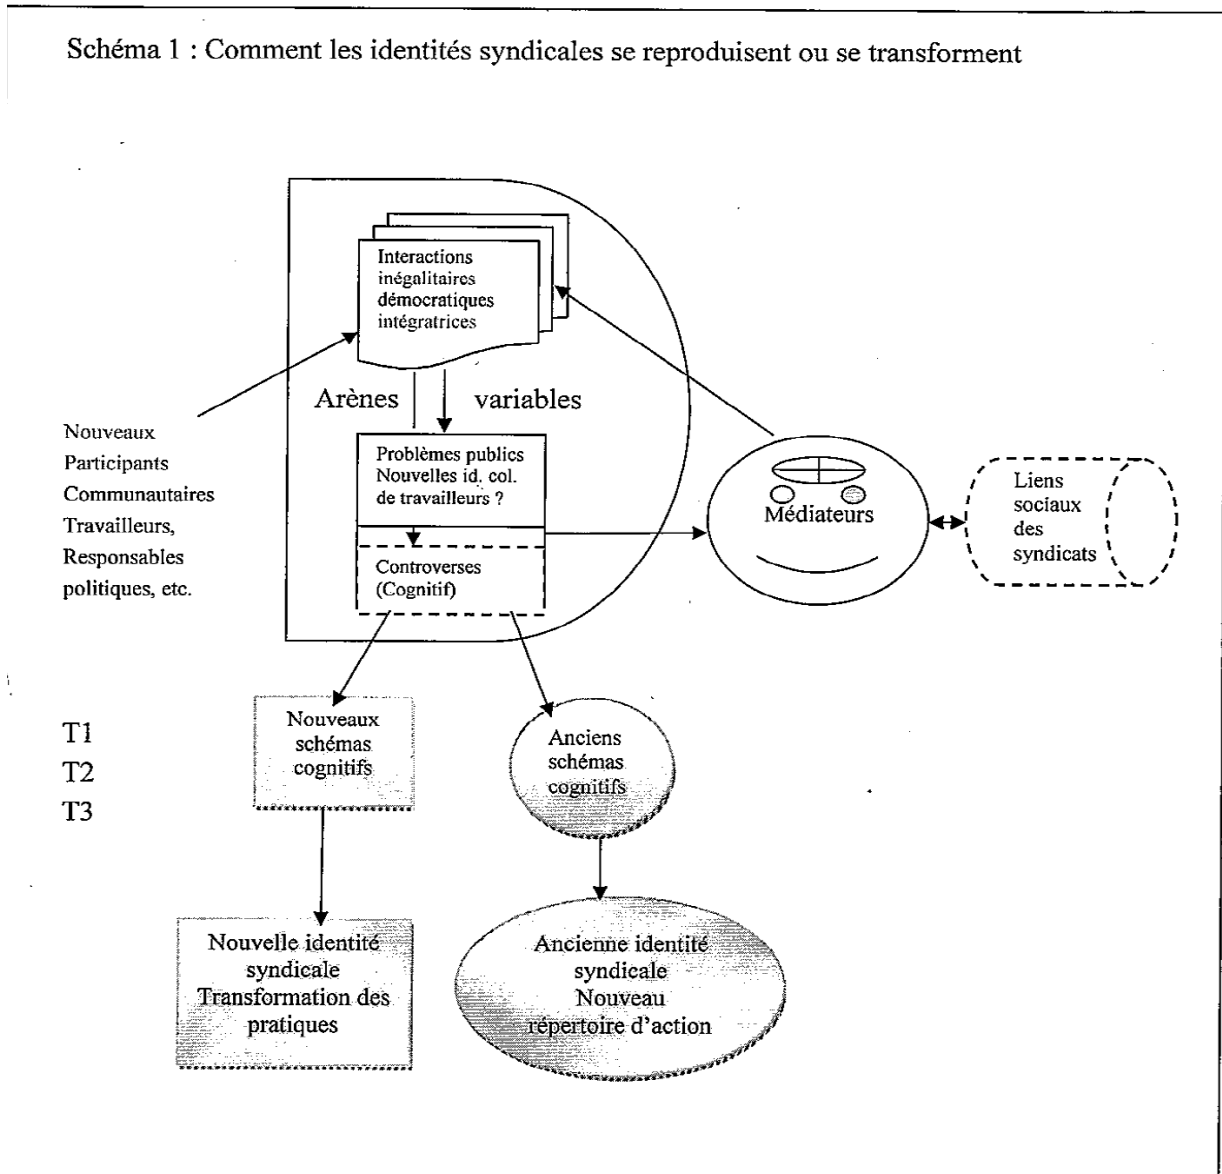 Schéma 1 : Comment les identités syndicales se reproduisent ou se transforment
Interactions
inégalitaires
démocratiques
intégratrices
Arènes variables
Nouveaux
Participants
Communautaires
Travailleurs,
Responsables
politiques, etc.
Problèmes publics
Nouvelles id. col.
de travailleurs ?
Controverses
(Cognitif)
Médiateurs
Liens
sociaux
des
syndicats
T1
T2
T3
Nouveaux
schémas
cognitifs
Anciens
schémas
cognitifs
Nouvelle identité
syndicale
Transformation des
pratiques
Ancienne identité
syndicale
Nouveau
répertoire d'action